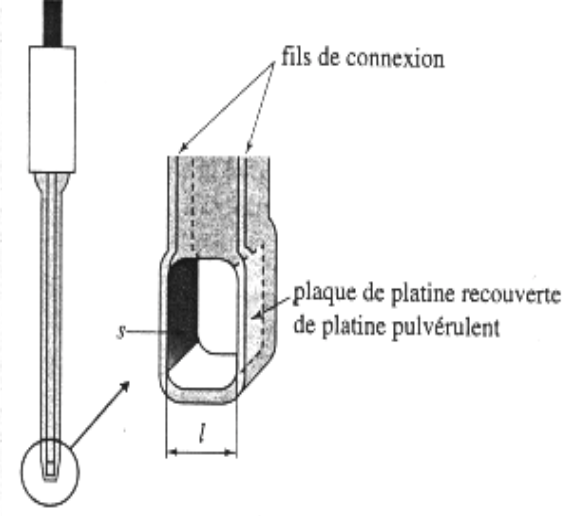 fils de connexion
plaque de platine recouverte
de platine pulvérulent
s
l